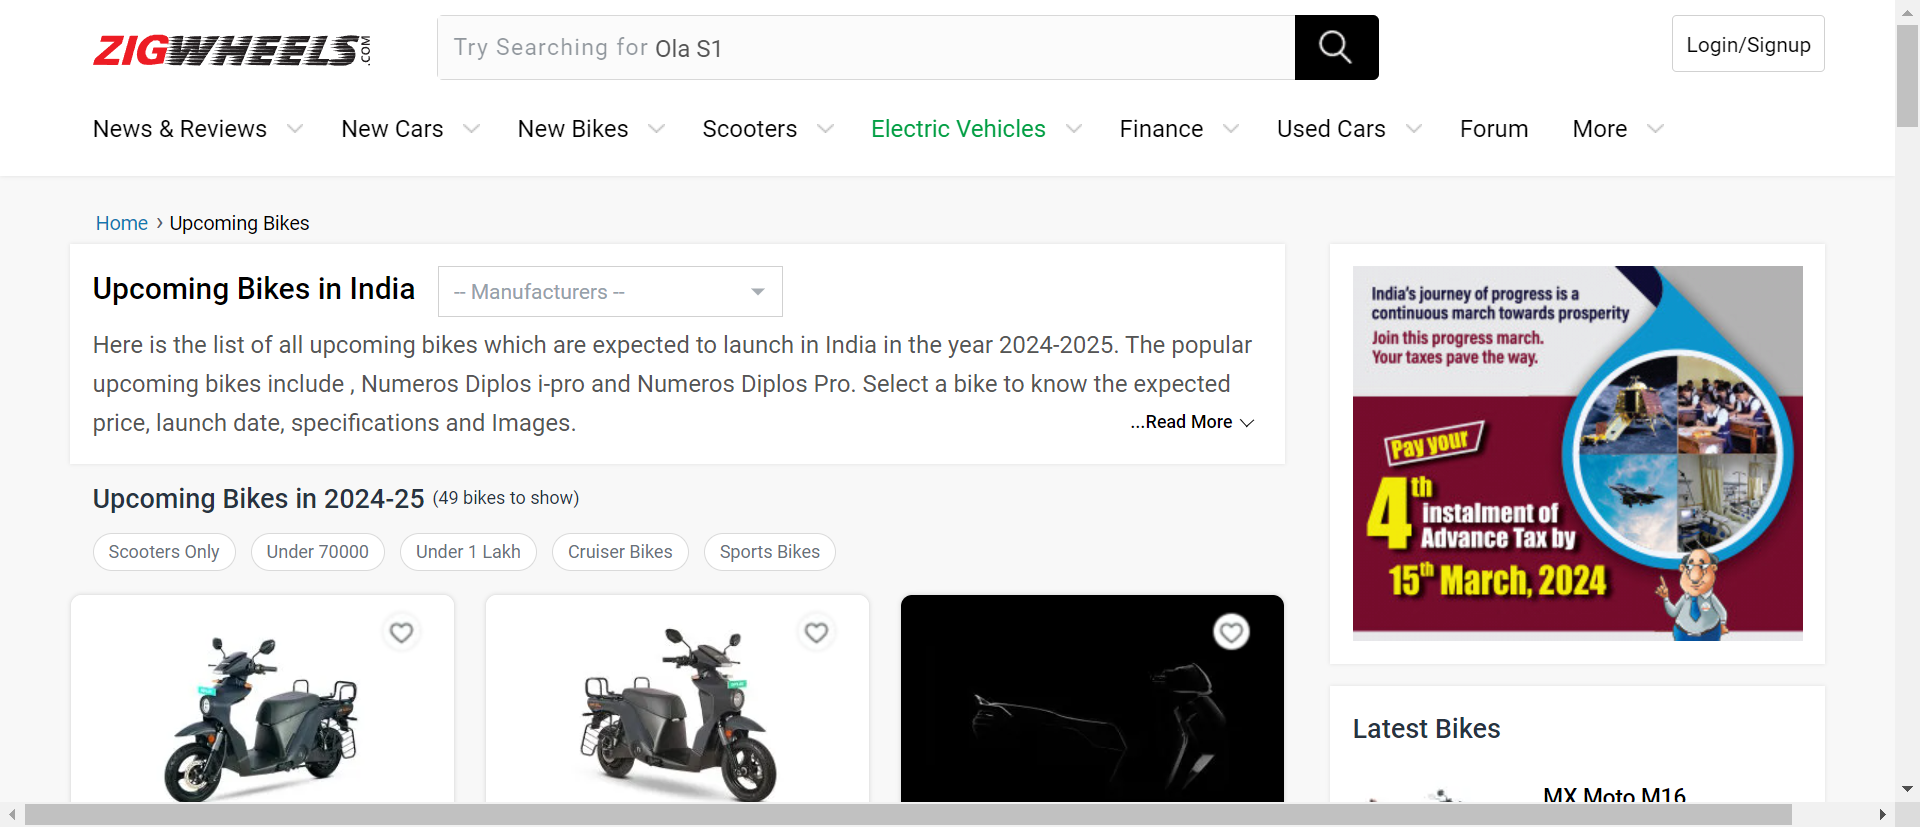 ZIGWHEELS.COM
Try Searching for Ola S1
Login/Signup
News & Reviews
New Cars
New Bikes
Scooters
Electric Vehicles
Finance
Used Cars
Forum
More
Home › Upcoming Bikes
Upcoming Bikes in India
-- Manufacturers --
Here is the list of all upcoming bikes which are expected to launch in India in the year 2024-2025. The popular
upcoming bikes include , Numeros Diplos i-pro and Numeros Diplos Pro. Select a bike to know the expected
price, launch date, specifications and Images.
...Read More
Upcoming Bikes in 2024-25 (49 bikes to show)
Scooters Only
Under 70000
Under 1 Lakh
Cruiser Bikes
Sports Bikes
India's journey of progress is a
continuous march towards prosperity
Join this progress march.
Your taxes pave the way.
Pay your
4th
instalment of
Advance Tax by
15th March, 2024
Latest Bikes
MX Moto M16